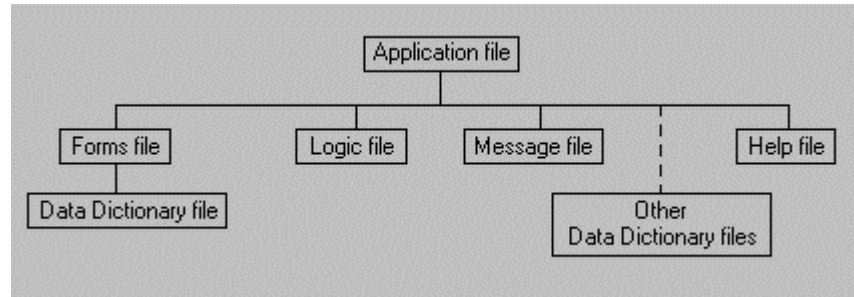 Application file
Forms file
Logic file
Message file
Help file
Data Dictionary file
Other
Data Dictionary files